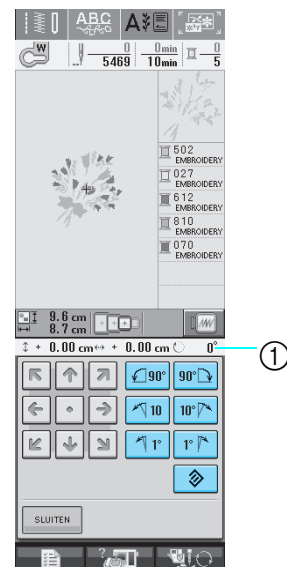 ABC A
W 0 0 min 0
5469 10 min 5
502
EMBROIDERY
027
EMBROIDERY
612
EMBROIDERY
810
EMBROIDERY
070
EMBROIDERY
9.6 cm
8.7 cm
+ 0.00 cm + 0.00 cm 0°
1
90° 90°
10 10°
1° 1°
SLUITEN
?